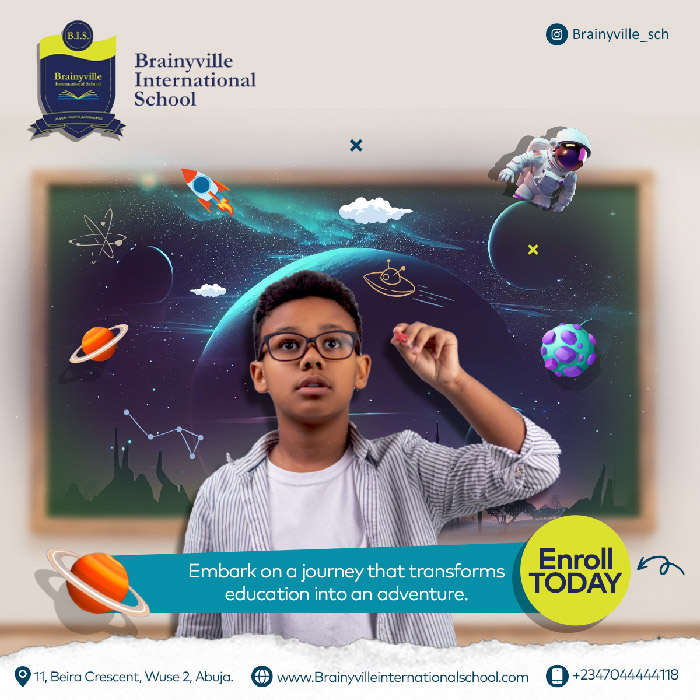 B.I.S.
Brainyville
International School
Brainyville
International
School
Brainyville_sch
Embark on a journey that transforms
education into an adventure.
Enroll
TODAY
11, Beira Crescent, Wuse 2, Abuja.
www.Brainyvilleinternationalschool.com
+2347044444118